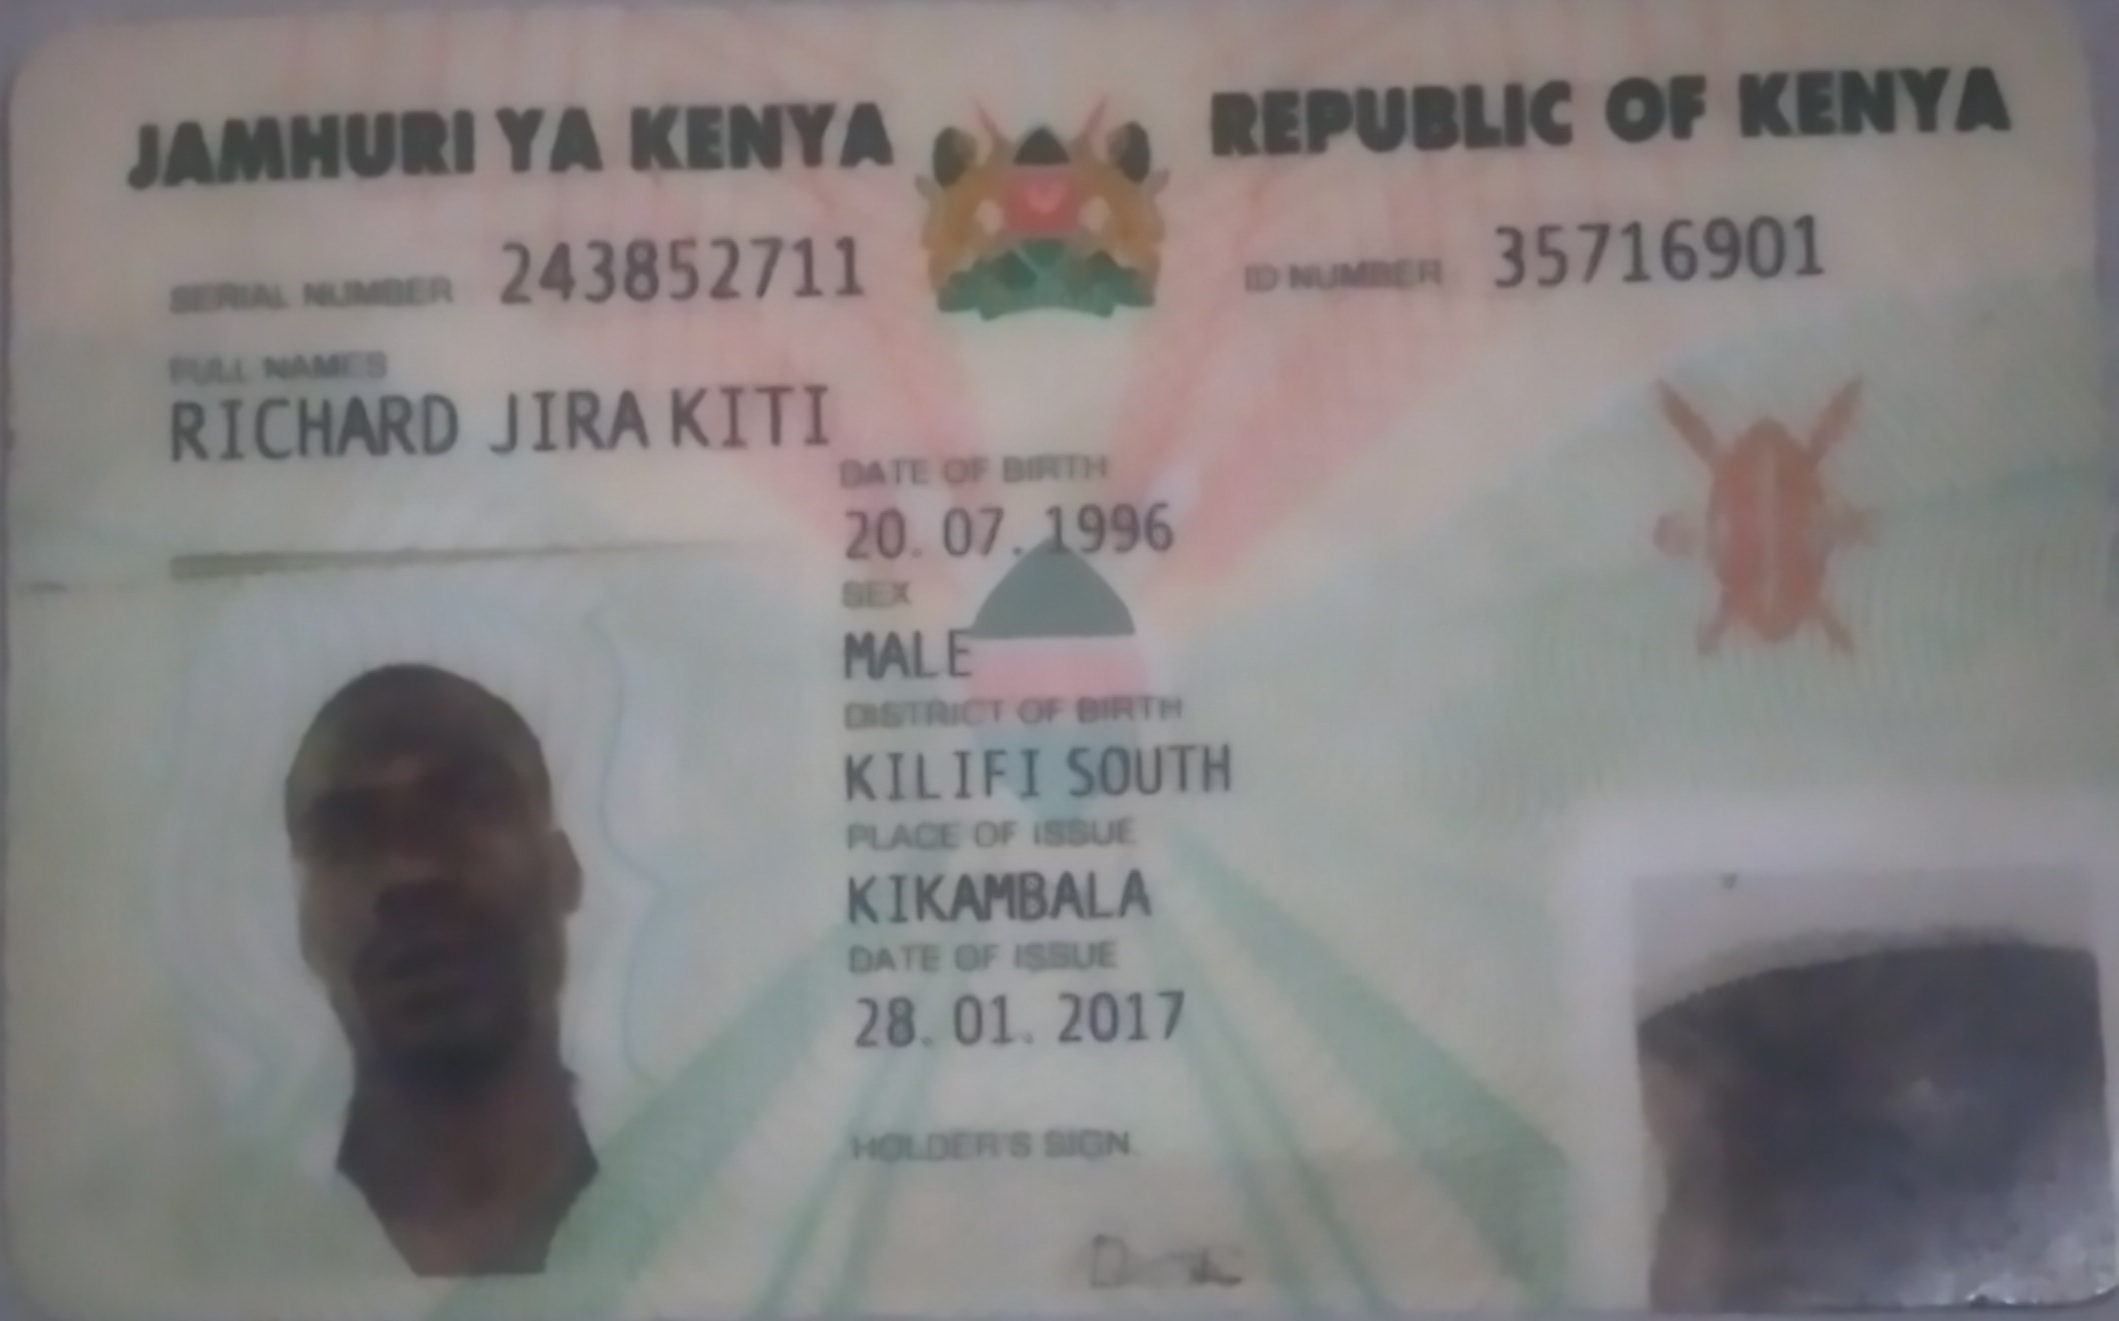 JAMHURI YA KENYA REPUBLIC OF KENYA
SERIAL NUMBER 243852711 ID NUMBER 35716901
FULL NAMES
RICHARD JIRA KITI
DATE OF BIRTH
20. 07. 1996
SEX
MALE
DISTRICT OF BIRTH
KILIFI SOUTH
PLACE OF ISSUE
KIKAMBALA
DATE OF ISSUE
28. 01. 2017
HOLDER'S SIGN.